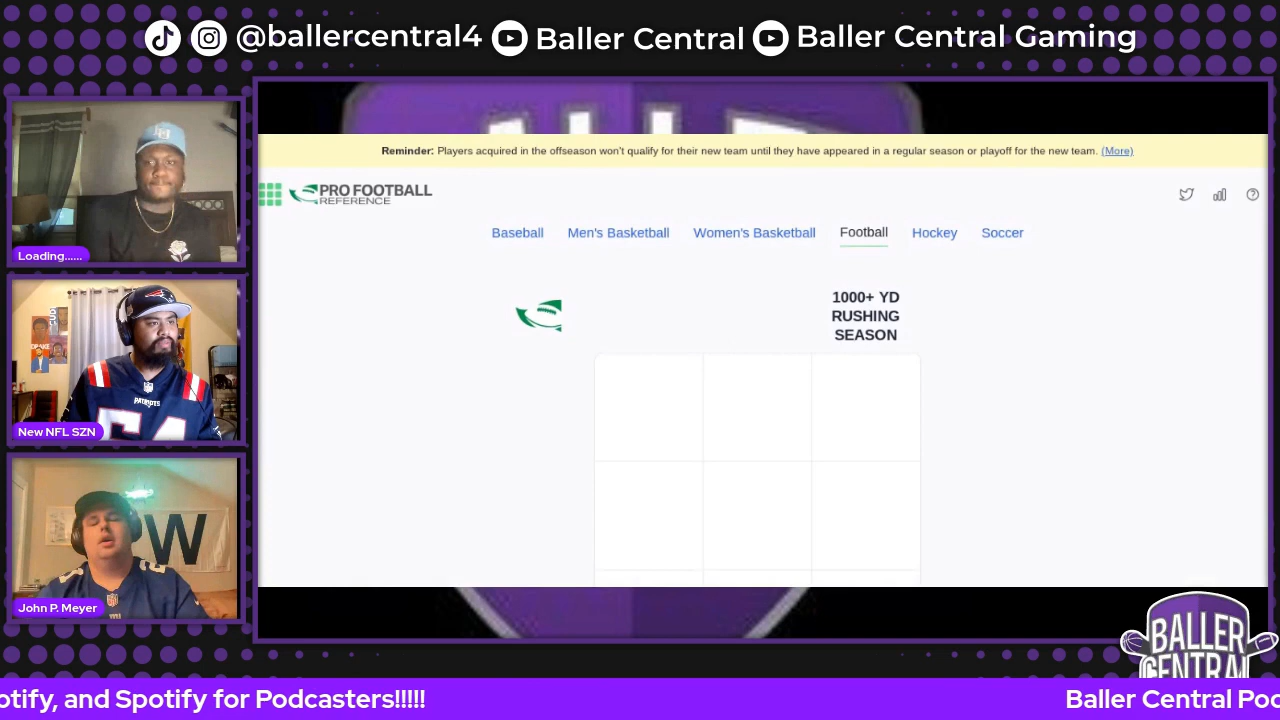 @ballercentral4 Baller Central Baller Central Gaming
Loading......
New NFL SZN
PATRIOTS
John P. Meyer
W
Reminder: Players acquired in the offseason won't qualify for their new team until they have appeared in a regular season or playoff for the new team. (More)
PRO FOOTBALL
REFERENCE
Baseball Men's Basketball Women's Basketball Football Hockey Soccer
1000+ YD
RUSHING
SEASON
BALLER
CENTRAL
otify, and Spotify for Podcasters!!!!! Baller Central Poc